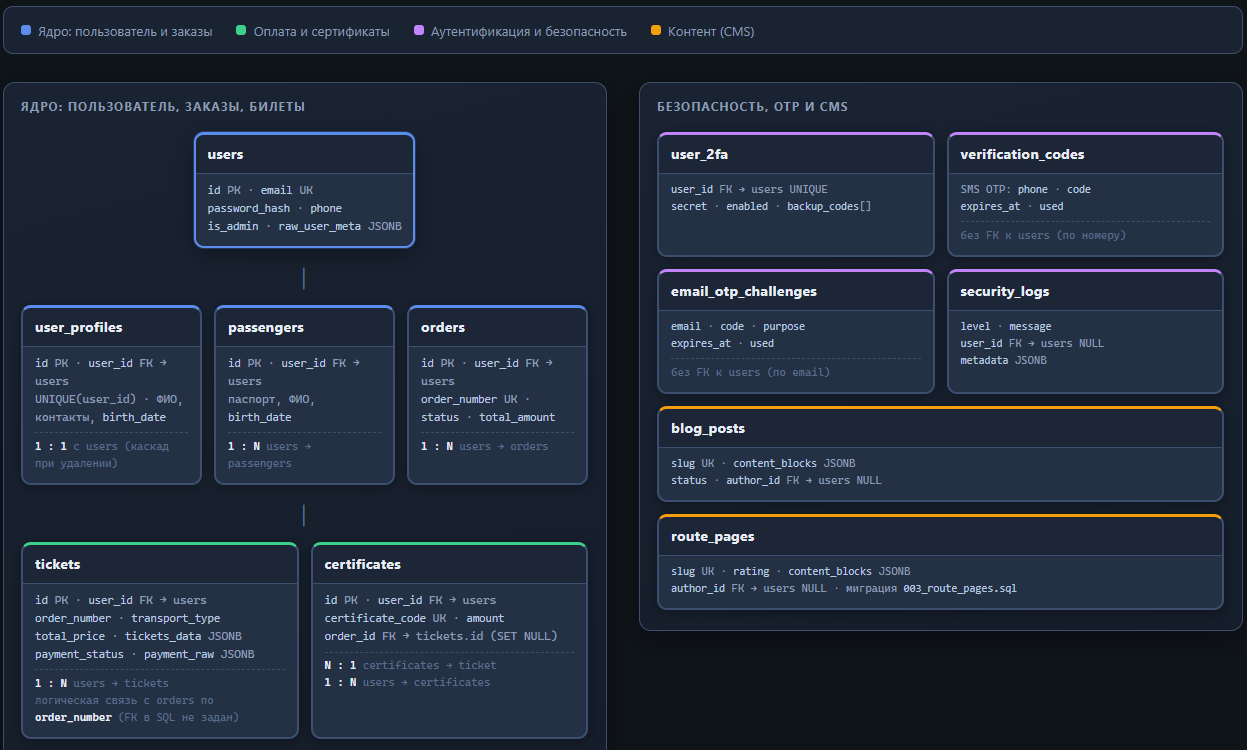 Ядро: пользователь и заказы
Оплата и сертификаты
Аутентификация и безопасность
Контент (CMS)
ЯДРО: ПОЛЬЗОВАТЕЛЬ, ЗАКАЗЫ, БИЛЕТЫ
users
id PK · email UK
password_hash · phone
is_admin · raw_user_meta JSONB
user_profiles
id PK · user_id FK →
users
UNIQUE(user_id) · ФИО,
контакты, birth_date
1 : 1 с users (каскад
при удалении)
passengers
id PK · user_id FK →
users
паспорт, ФИО,
birth_date
1 : N users →
passengers
orders
id PK · user_id FK →
users
order_number UK ·
status · total_amount
1 : N users → orders
tickets
id PK · user_id FK → users
order_number · transport_type
total_price · tickets_data JSONB
payment_status · payment_raw JSONB
1 : N users → tickets
логическая связь с orders по
order_number (FK в SQL не задан)
certificates
id PK · user_id FK → users
certificate_code UK · amount
order_id FK → tickets.id (SET NULL)
N : 1 certificates → ticket
1 : N users → certificates
БЕЗОПАСНОСТЬ, OTP И CMS
user_2fa
user_id FK → users UNIQUE
secret · enabled · backup_codes[]
verification_codes
SMS OTP: phone · code
expires_at · used
без FK к users (по номеру)
email_otp_challenges
email · code · purpose
expires_at · used
без FK к users (по email)
security_logs
level · message
user_id FK → users NULL
metadata JSONB
blog_posts
slug UK · content_blocks JSONB
status · author_id FK → users NULL
route_pages
slug UK · rating · content_blocks JSONB
author_id FK → users NULL · миграция 003_route_pages.sql